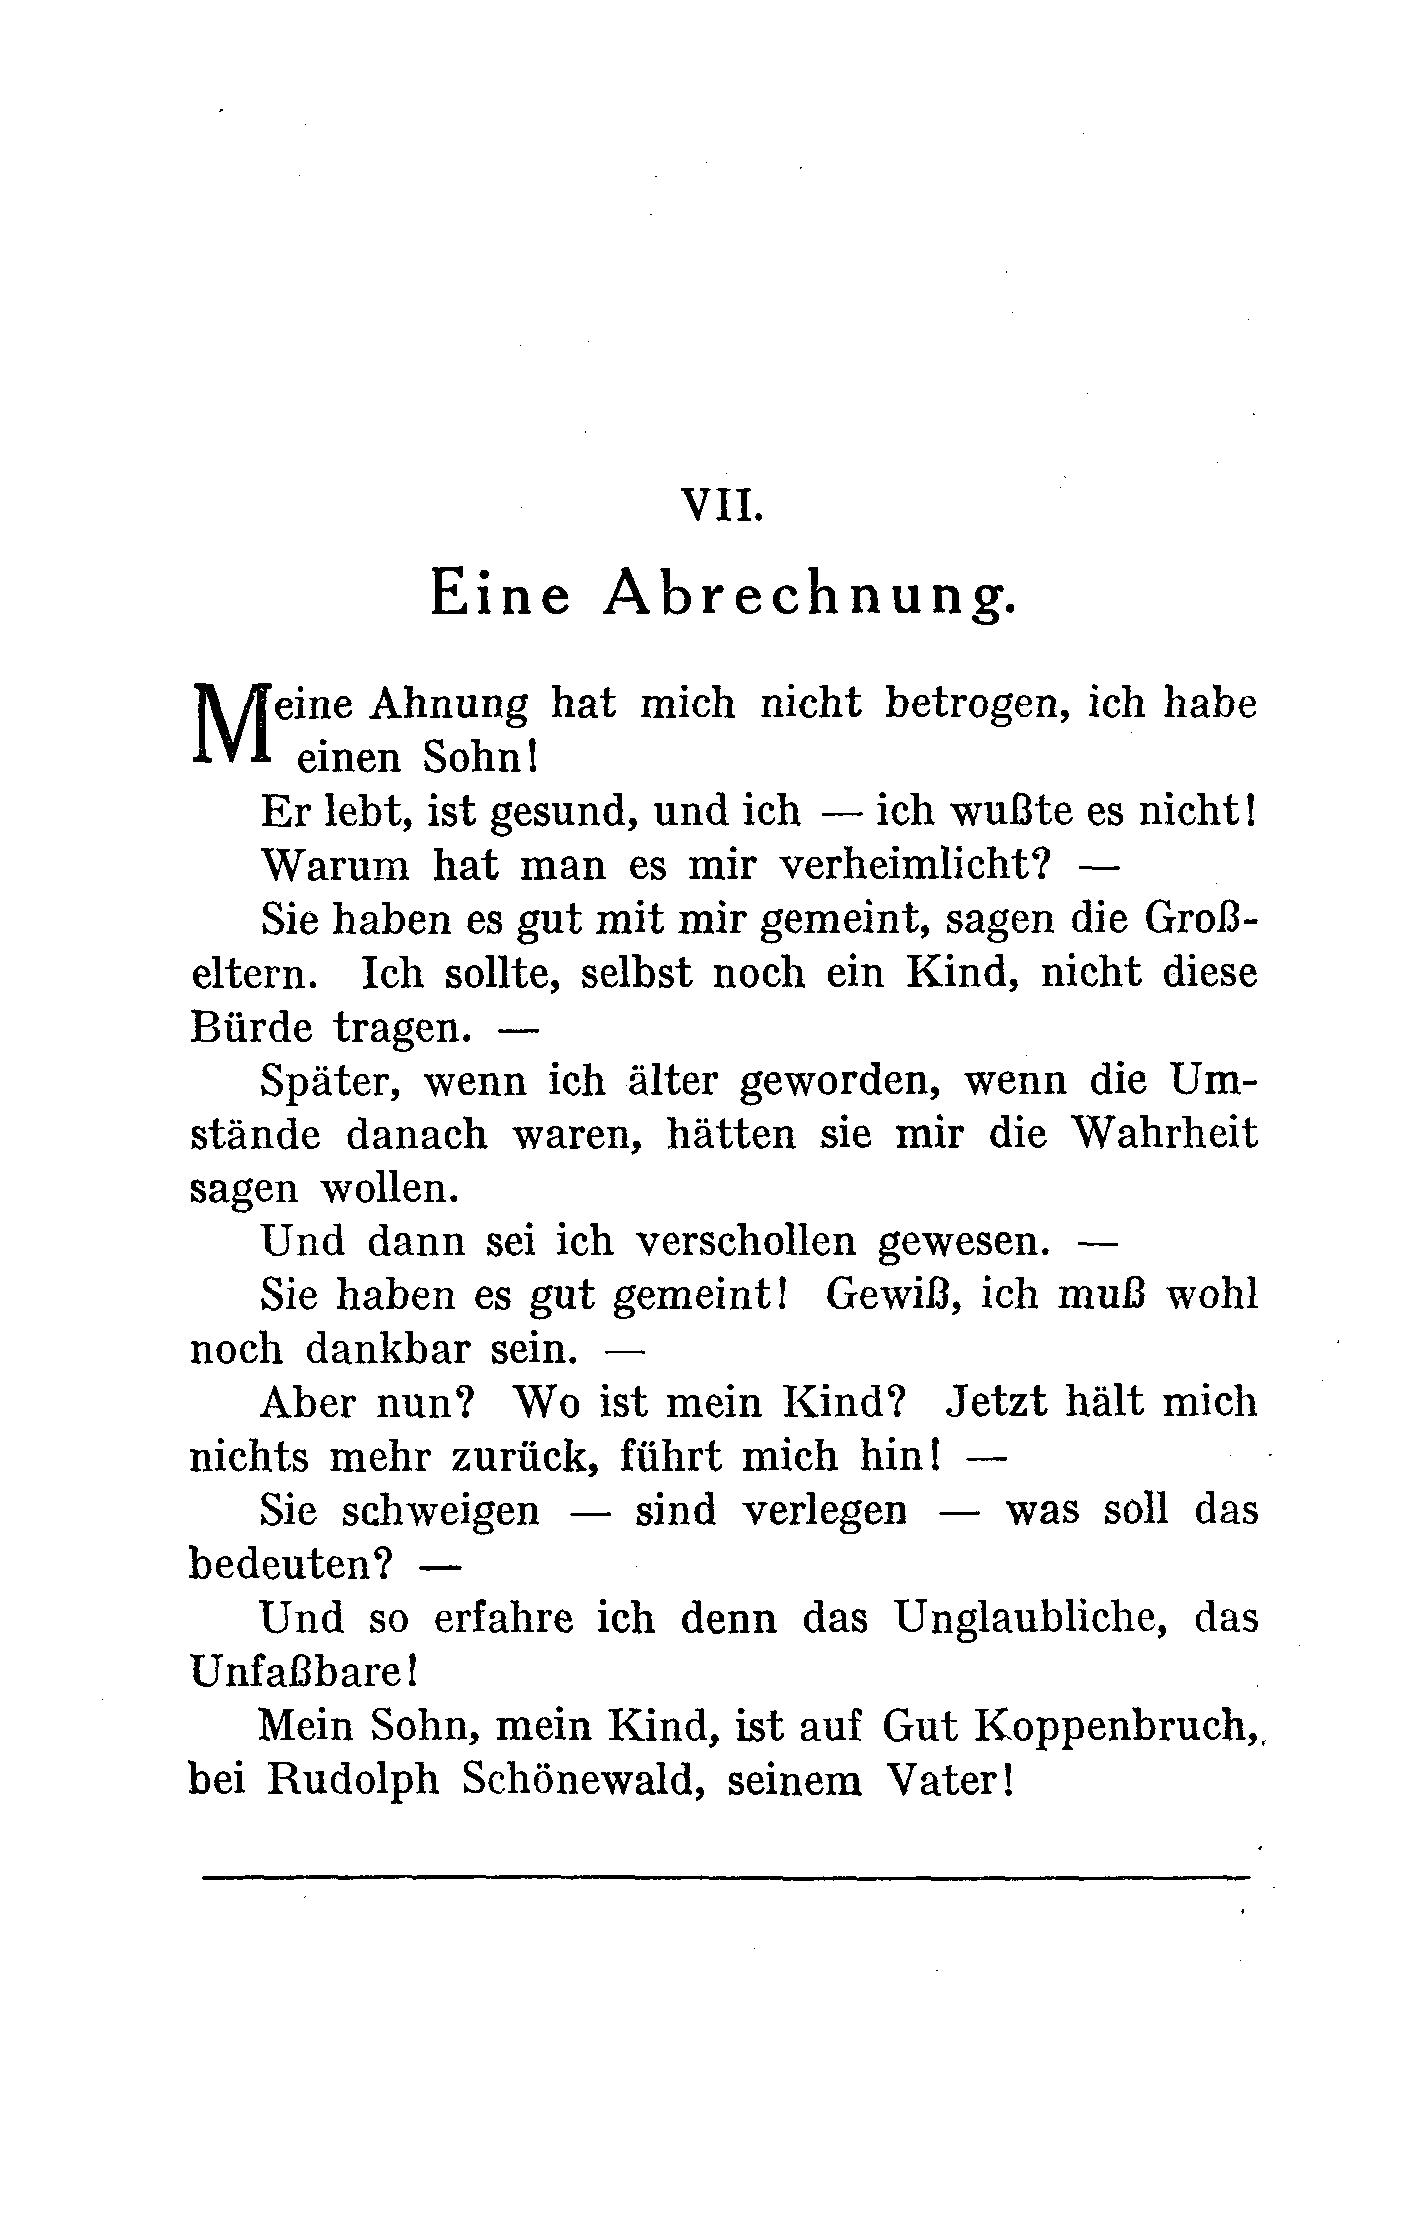 VII.
Eine Abrechnung.
Meine Ahnung hat mich nicht betrogen, ich habe
einen Sohn!
Er lebt, ist gesund, und ich — ich wußte es nicht!
Warum hat man es mir verheimlicht? —
Sie haben es gut mit mir gemeint, sagen die Groß-
eltern. Ich sollte, selbst noch ein Kind, nicht diese
Bürde tragen. —
Später, wenn ich älter geworden, wenn die Um-
stände danach waren, hätten sie mir die Wahrheit
sagen wollen.
Und dann sei ich verschollen gewesen. —
Sie haben es gut gemeint! Gewiß, ich muß wohl
noch dankbar sein. —
Aber nun? Wo ist mein Kind? Jetzt hält mich
nichts mehr zurück, führt mich hin! —
Sie schweigen — sind verlegen — was soll das
bedeuten? —
Und so erfahre ich denn das Unglaubliche, das
Unfaßbare!
Mein Sohn, mein Kind, ist auf Gut Koppenbruch,
bei Rudolph Schönewald, seinem Vater!